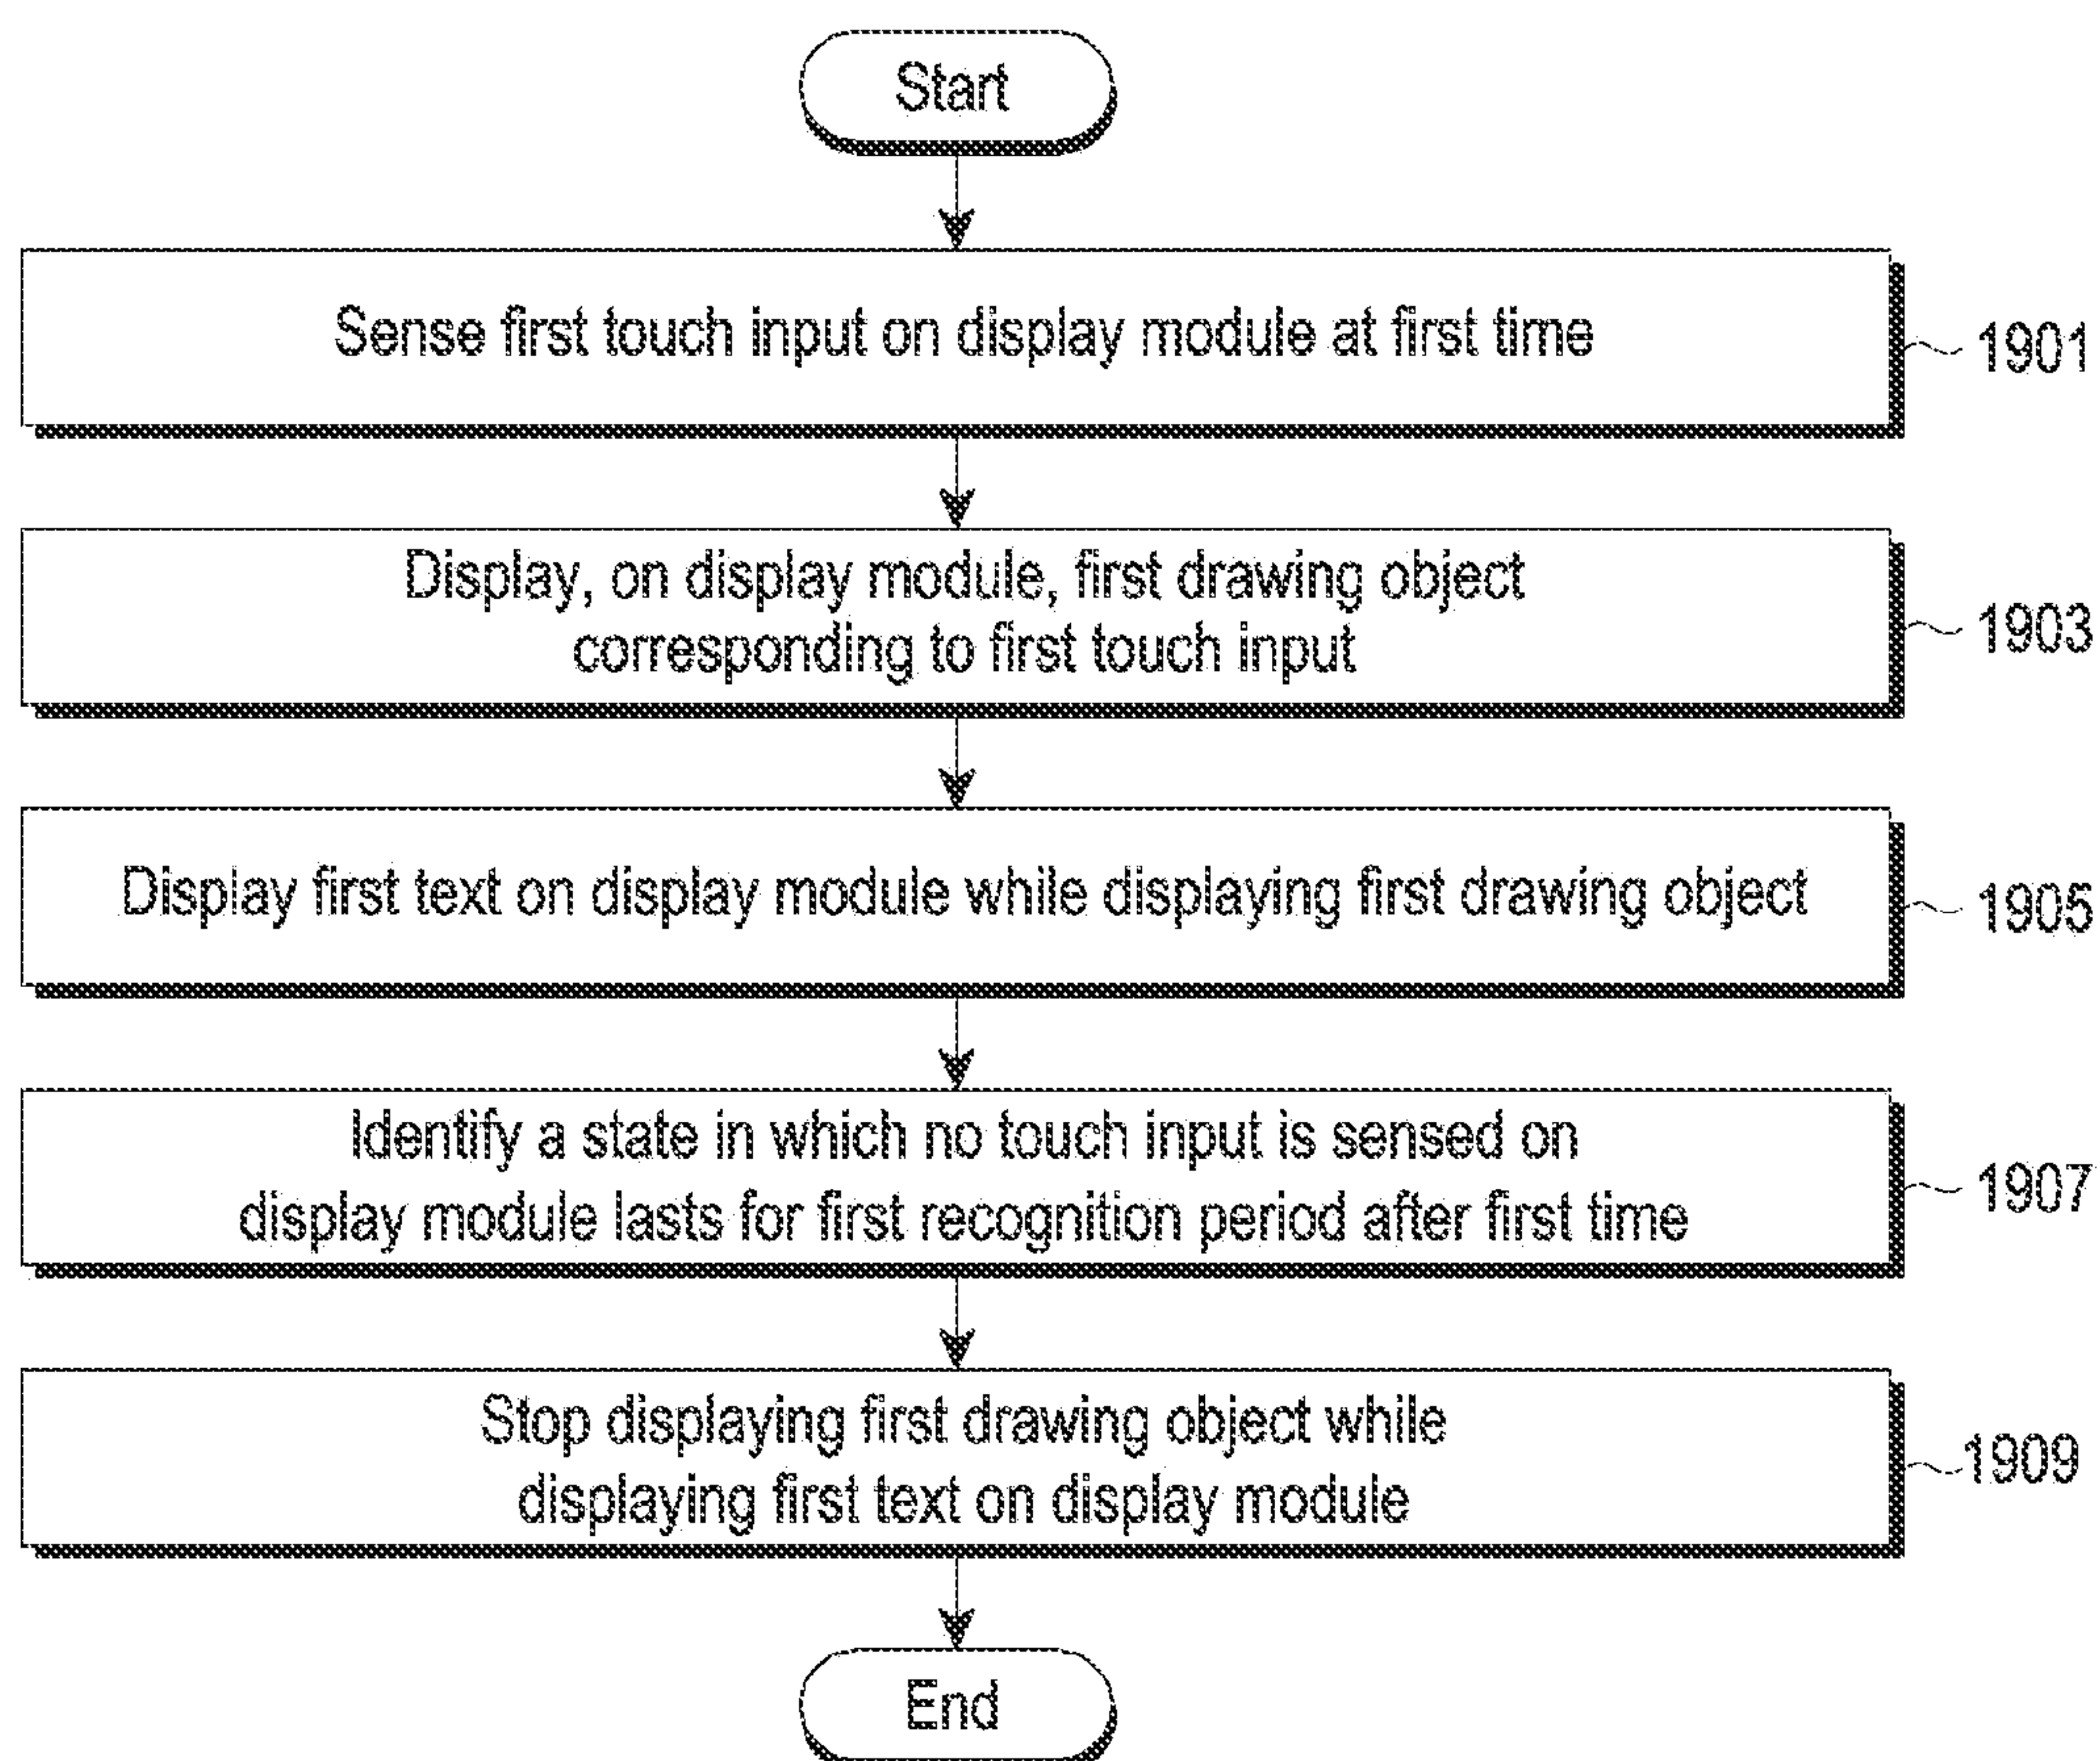 Start
Sense first touch input on display module at first time
1901
Display, on display module, first drawing object
corresponding to first touch input
1903
Display first text on display module while displaying first drawing object
1905
Identify a state in which no touch input is sensed on
display module lasts for first recognition period after first time
1907
Stop displaying first drawing object while
displaying first text on display module
1909
End